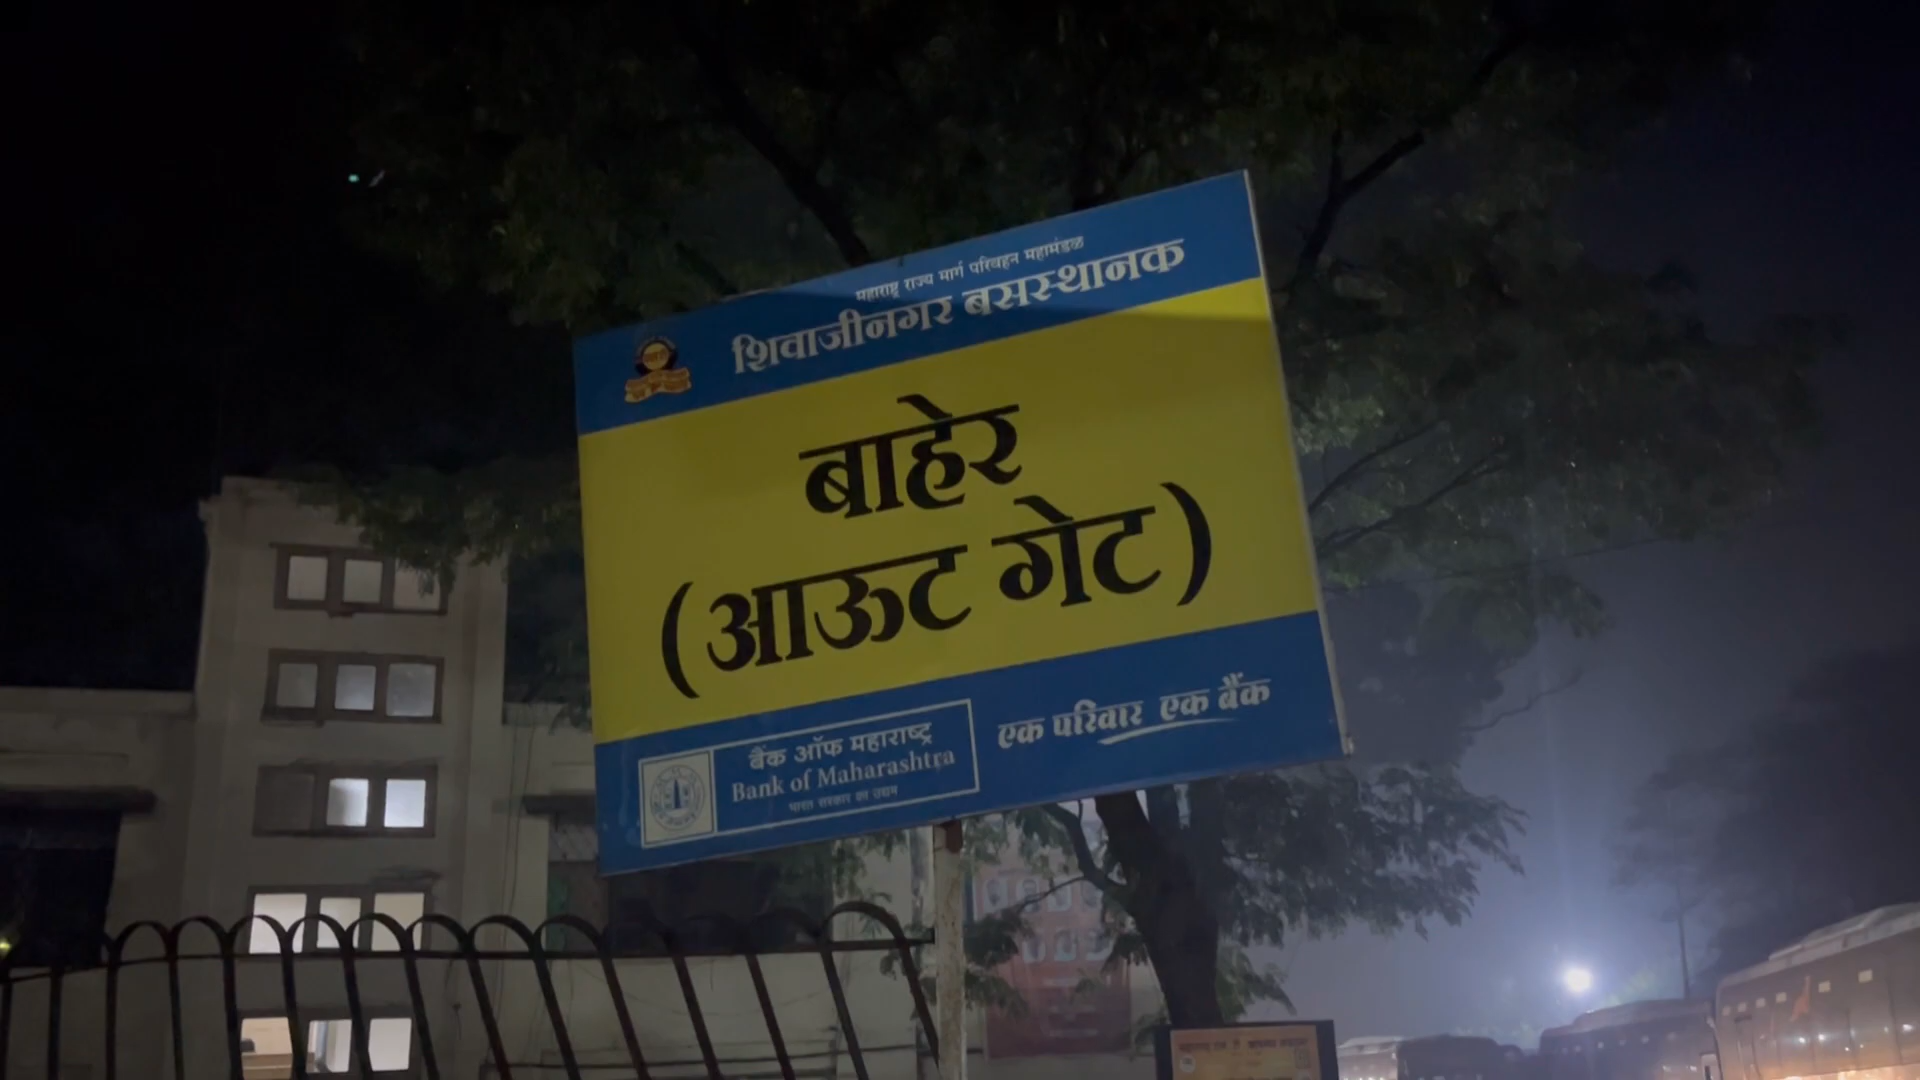 महाराष्ट्र राज्य मार्ग परिवहन महामंडळ
शिवाजीनगर बसस्थानक
बाहेर
(आऊट गेट)
बैंक ऑफ महाराष्ट्र
Bank of Maharashtra
भारत सरकार का उद्यम
एक परिवार एक बैंक